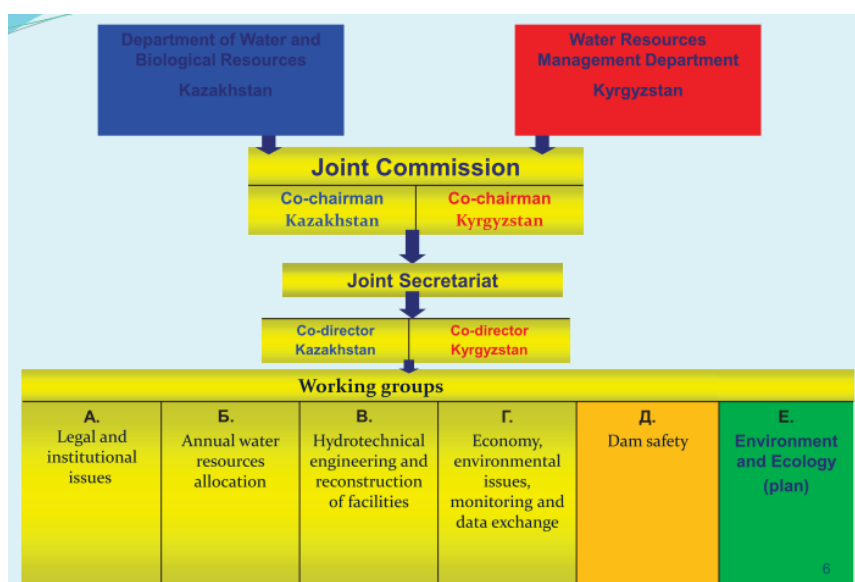 Department of Water and
Biological Resources
Kazakhstan
Water Resources
Management Department
Kyrgyzstan
Joint Commission
Co-chairman
Kazakhstan
Co-chairman
Kyrgyzstan
Joint Secretariat
Co-director
Kazakhstan
Co-director
Kyrgyzstan
Working groups
А.
Legal and
institutional
issues
Б.
Annual water
resources
allocation
В.
Hydrotechnical
engineering and
reconstruction
of facilities
Г.
Economy,
environmental
issues,
monitoring and
data exchange
Д.
Dam safety
Е.
Environment
and Ecology
(plan)
6